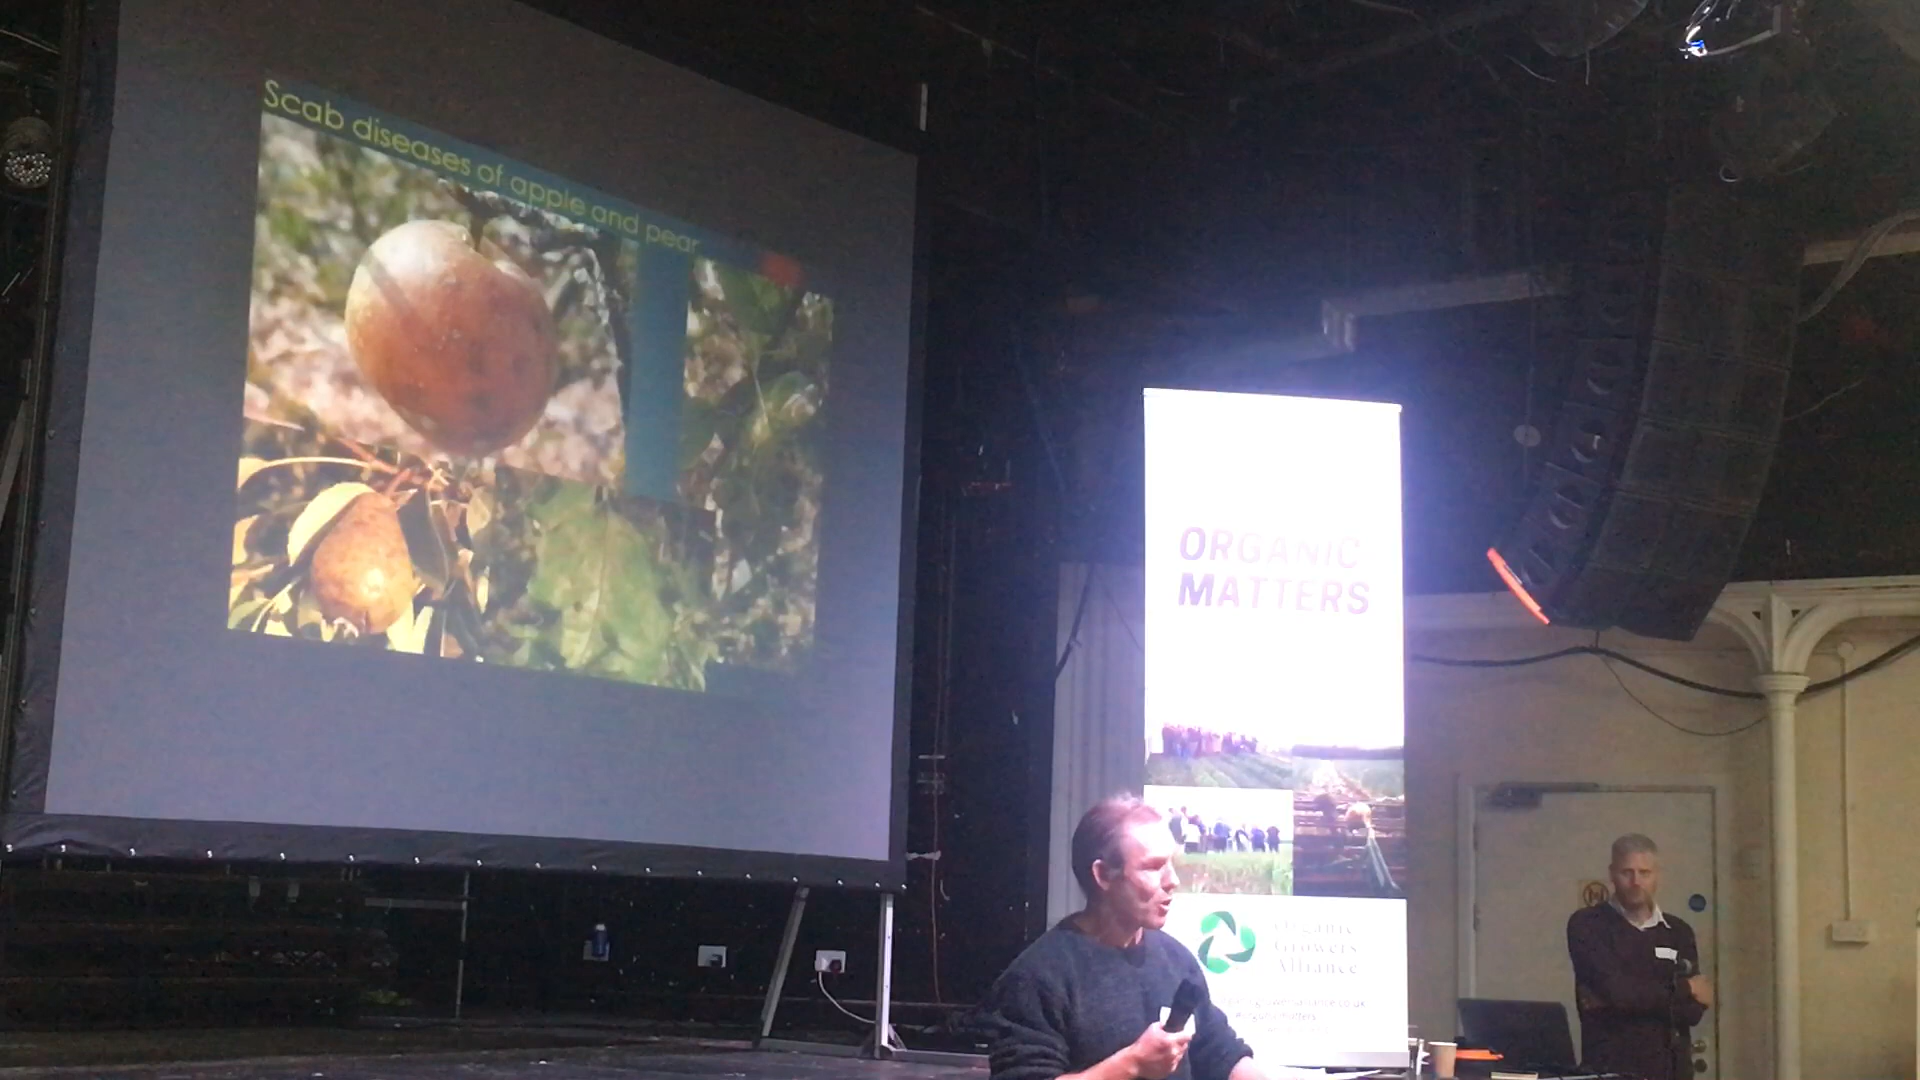 Scab diseases of apple and pear
ORGANIC
MATTERS
Organic
Growers
Alliance